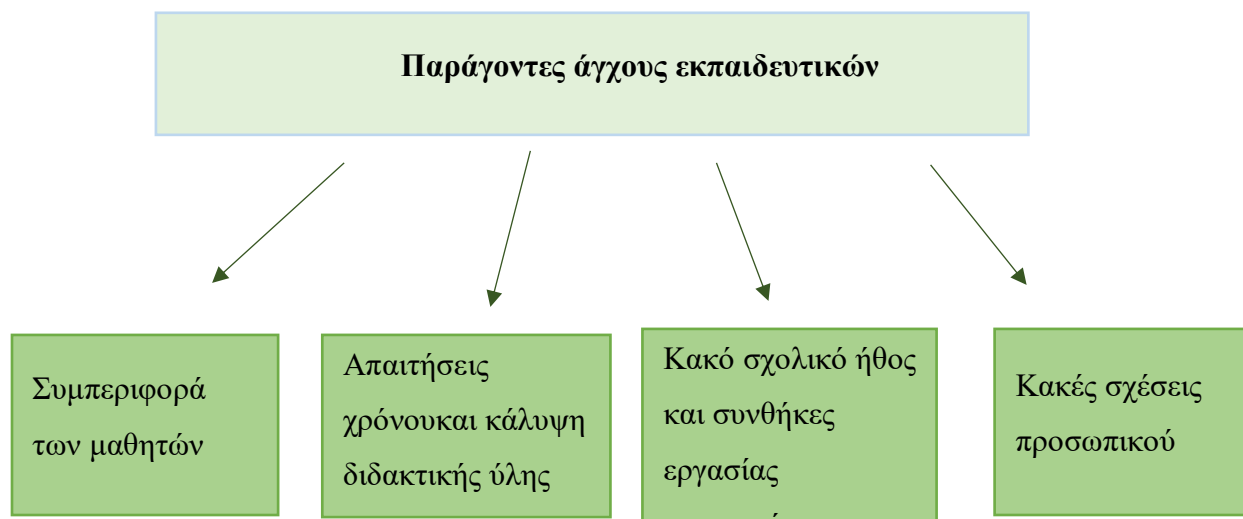 Παράγοντες άγχους εκπαιδευτικών
Συμπεριφορά
των μαθητών
Απαιτήσεις
χρόνουκαι κάλυψη
διδακτικής ύλης
Κακό σχολικό ήθος
και συνθήκες
εργασίας
Κακές σχέσεις
προσωπικού